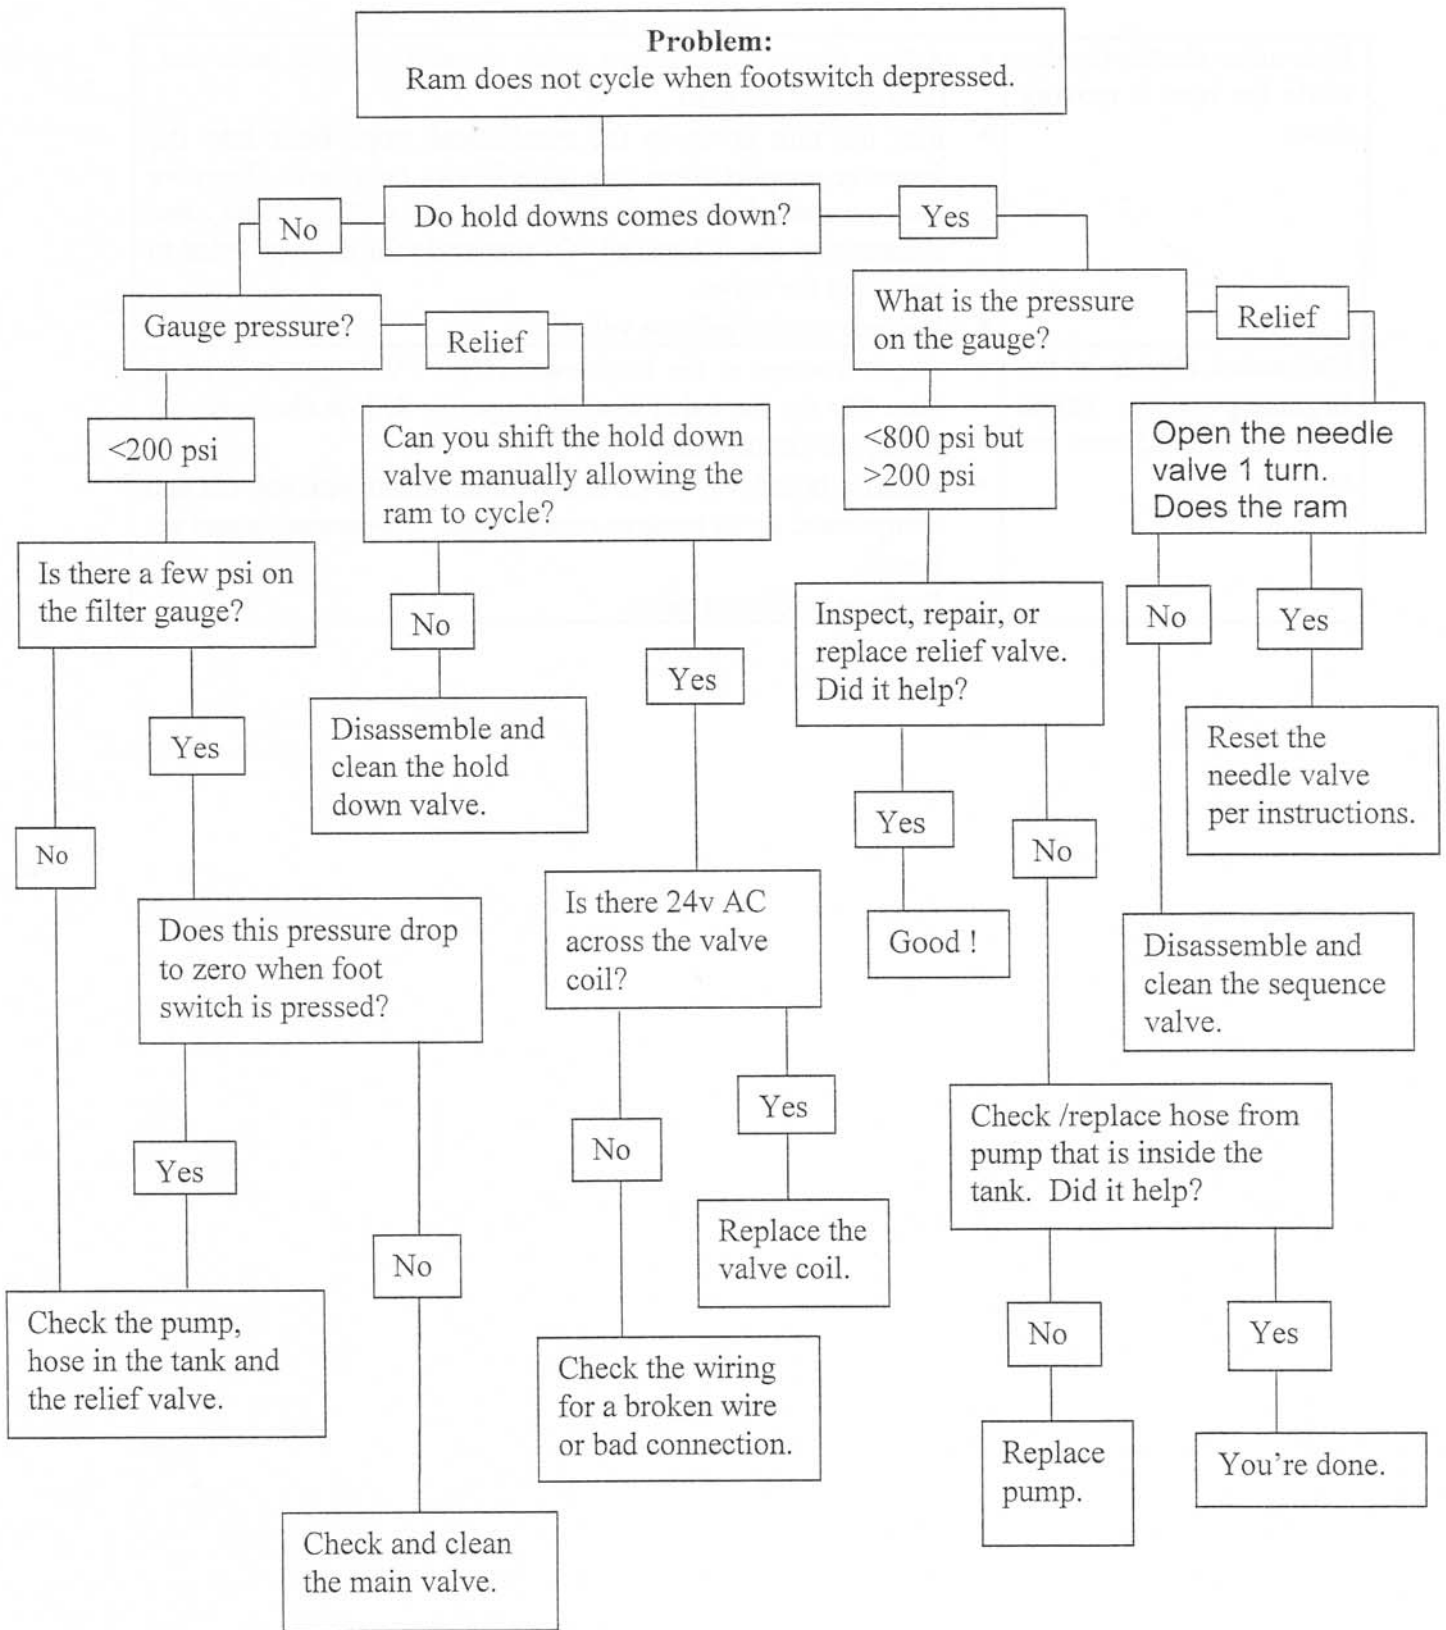 Problem:
Ram does not cycle when footswitch depressed.
No
Do hold downs comes down?
Yes
Gauge pressure?
Relief
What is the pressure
on the gauge?
Relief
<200 psi
Can you shift the hold down
valve manually allowing the
ram to cycle?
<800 psi but
>200 psi
Open the needle
valve 1 turn.
Does the ram
Is there a few psi on
the filter gauge?
No
Yes
Inspect, repair, or
replace relief valve.
Did it help?
No
Yes
Yes
Disassemble and
clean the hold
down valve.
Reset the
needle valve
per instructions.
No
Yes
No
Does this pressure drop
to zero when foot
switch is pressed?
Is there 24v AC
across the valve
coil?
Good !
Disassemble and
clean the sequence
valve.
Yes
No
No
Yes
Check /replace hose from
pump that is inside the
tank. Did it help?
Replace the
valve coil.
Check the pump,
hose in the tank and
the relief valve.
Check the wiring
for a broken wire
or bad connection.
No
Yes
Replace
pump.
You're done.
Check and clean
the main valve.